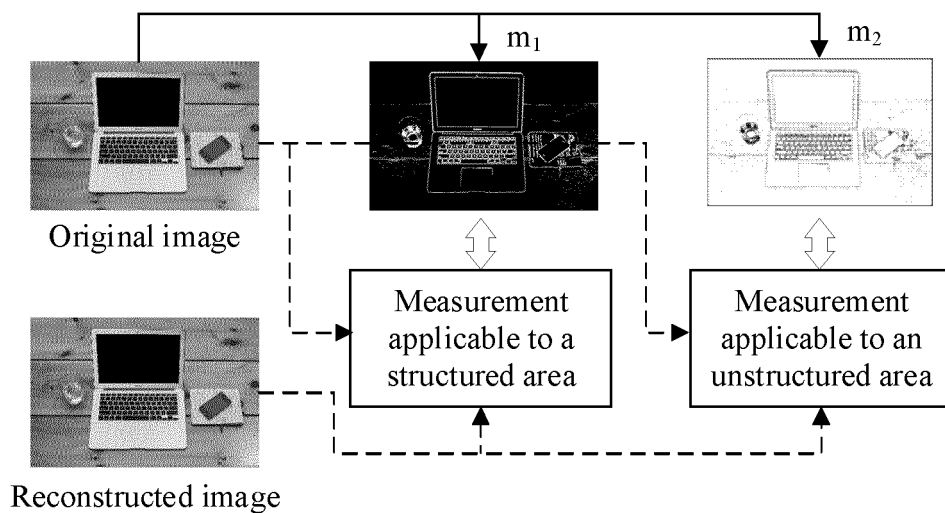 m1
m2
Original image
Measurement
applicable to a
structured area
Measurement
applicable to an
unstructured area
Reconstructed image